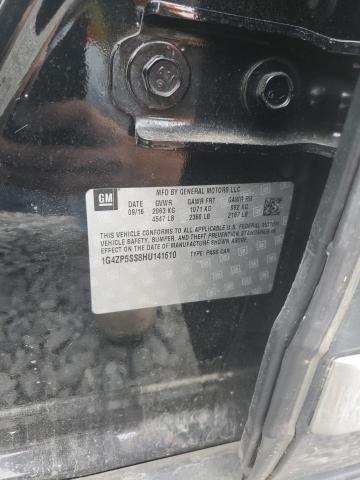 GM
MFD BY GENERAL MOTORS LLC
DATE GVWR GAWR FRT GAWR RR
09/16 2063 KG 1071 KG 992 KG
4547 LB 2360 LB 2187 LB
THIS VEHICLE CONFORMS TO ALL APPLICABLE U.S. FEDERAL MOTOR
VEHICLE SAFETY, BUMPER, AND THEFT PREVENTION STANDARDS IN
EFFECT ON THE DATE OF MANUFACTURE SHOWN ABOVE.
1G4ZP5SS8HU141510 TYPE: PASS CAR